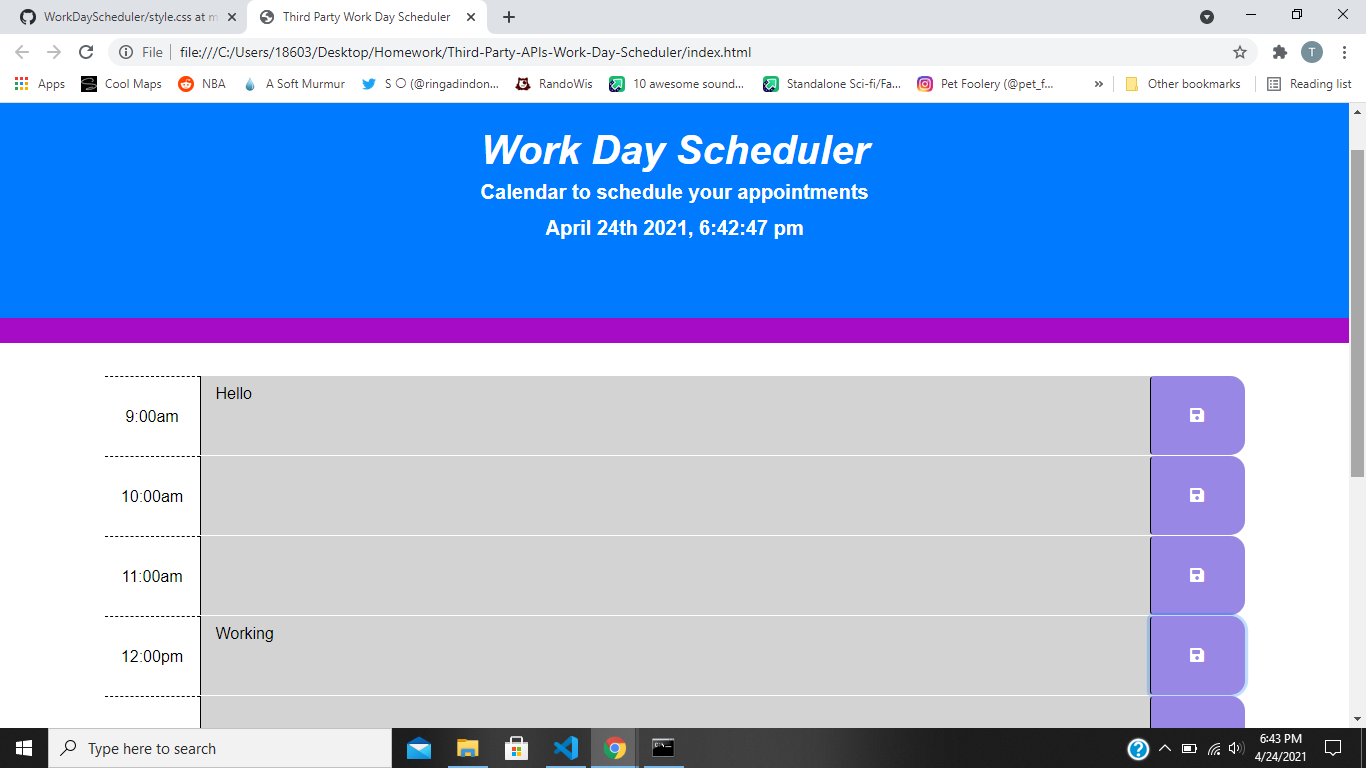 WorkDayScheduler/style.css at m
Third Party Work Day Scheduler
File
file:///C:/Users/18603/Desktop/Homework/Third-Party-APIs-Work-Day-Scheduler/index.html
T
Apps
Cool Maps
NBA
A Soft Murmur
S O (@ringadindon...
RandoWis
10 awesome sound...
Standalone Sci-fi/Fa...
Pet Foolery (@pet_f...
»
Other bookmarks
Reading list
Work Day Scheduler
Calendar to schedule your appointments
April 24th 2021, 6:42:47 pm
9:00am
Hello
10:00am
11:00am
12:00pm
Working
Type here to search
6:43 PM
4/24/2021